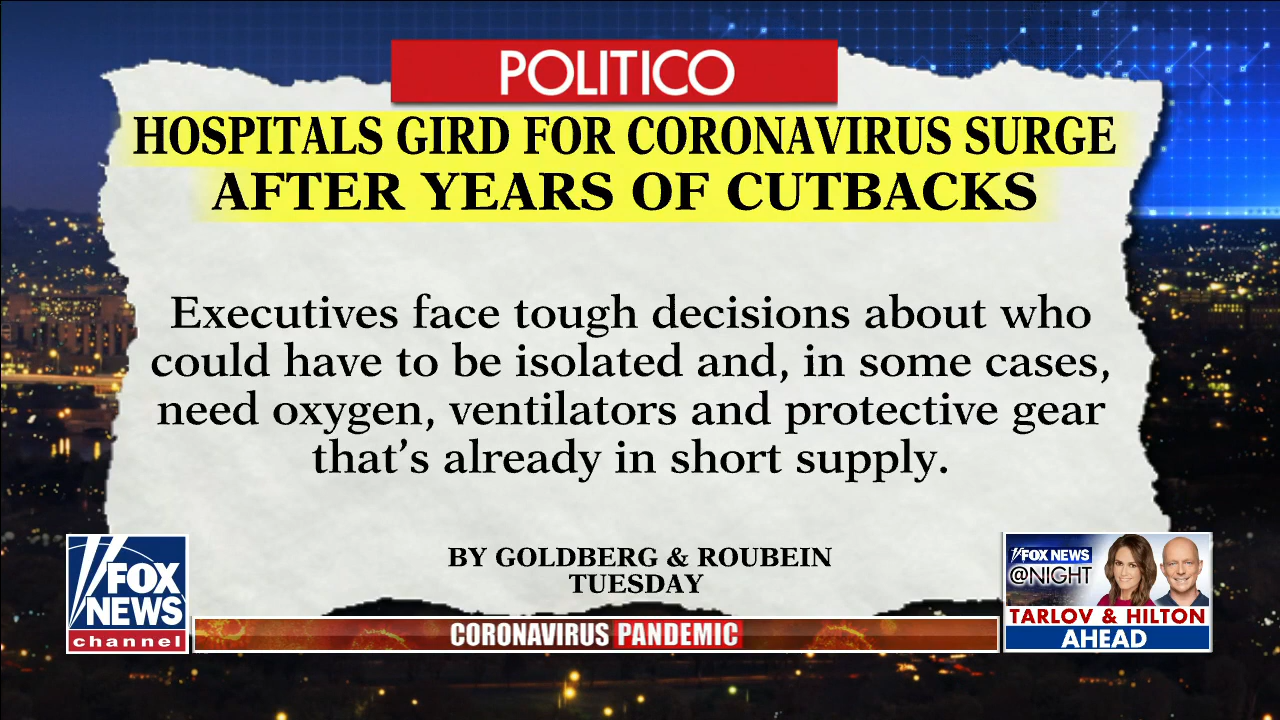 POLITICO
HOSPITALS GIRD FOR CORONAVIRUS SURGE
AFTER YEARS OF CUTBACKS
Executives face tough decisions about who
could have to be isolated and, in some cases,
need oxygen, ventilators and protective gear
that's already in short supply.
BY GOLDBERG & ROUBEIN
TUESDAY
FOX
NEWS
channel
CORONAVIRUS PANDEMIC
FOX NEWS
@NIGHT
TARLOV & HILTON
AHEAD